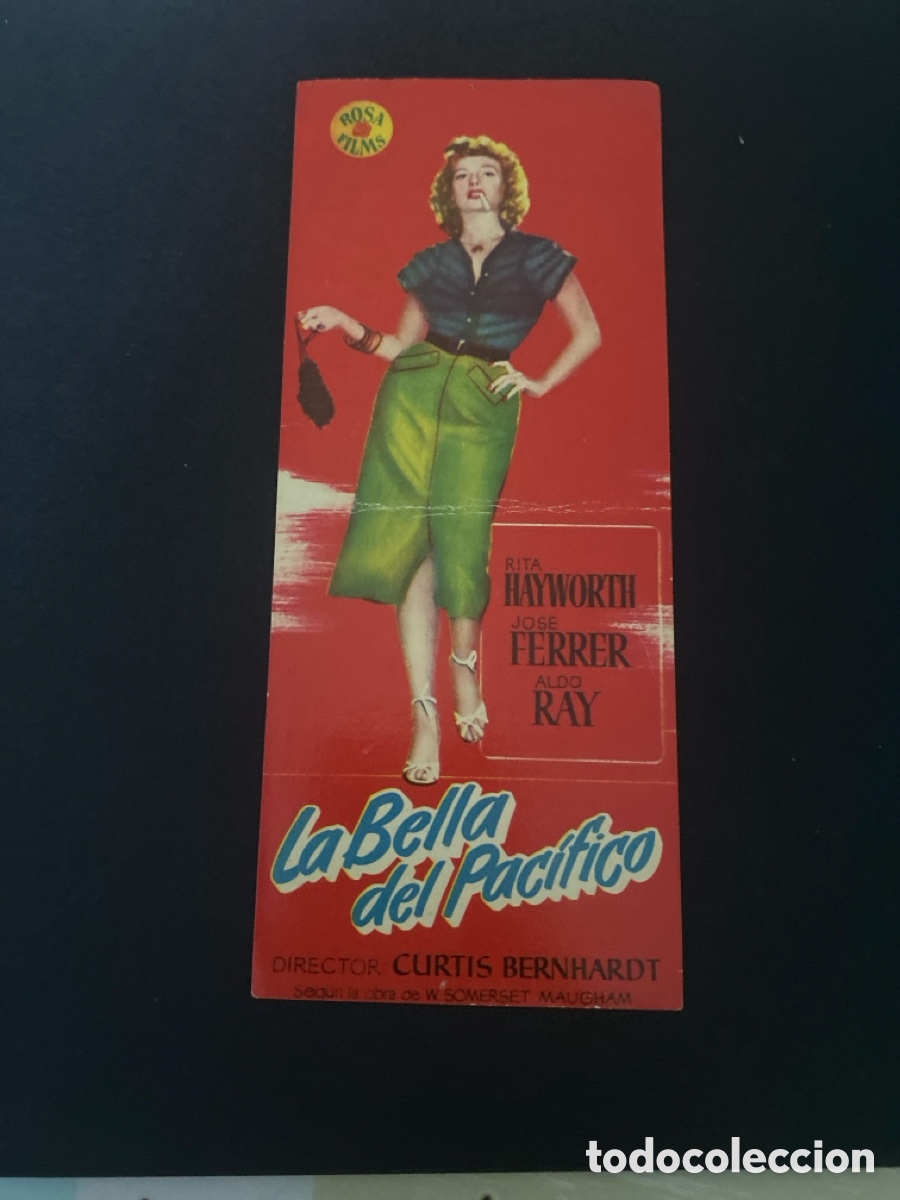 ROSA
FILMS
RITA
HAYWORTH
JOSE
FERRER
ALDO
RAY
La Bella
del Pacífico
DIRECTOR: CURTIS BERNHARDT
Según la obra de W. SOMERSET MAUGHAM
todocoleccion